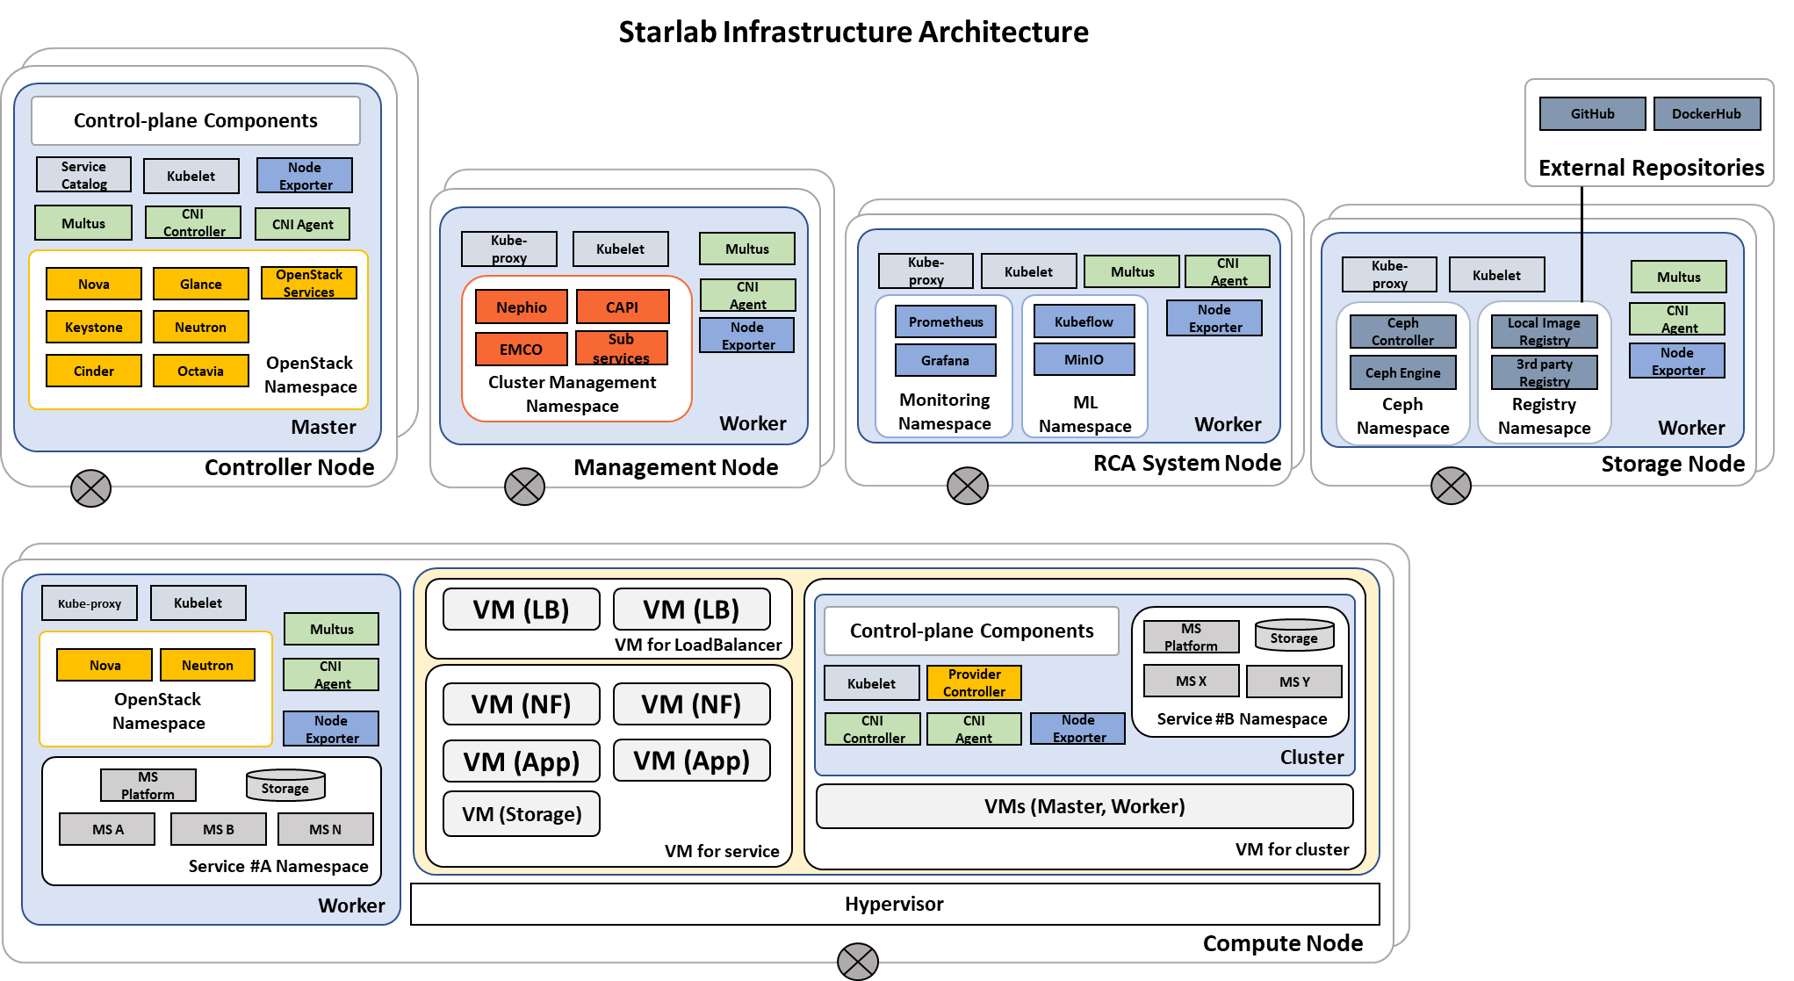 Starlab Infrastructure Architecture
Control-plane Components
Service
Catalog
Kubelet
Node
Exporter
Multus
CNI
Controller
CNI Agent
Nova
Glance
OpenStack
Services
Keystone
Neutron
Cinder
Octavia
OpenStack
Namespace
Master
Controller Node
Kube-
proxy
Kubelet
Multus
Nephio
CAPI
CNI
Agent
EMCO
Sub
services
Node
Exporter
Cluster Management
Namespace
Worker
Management Node
Kube-
proxy
Kubelet
Multus
CNI
Agent
Prometheus
Grafana
Monitoring
Namespace
Kubeflow
MinIO
ML
Namespace
Node
Exporter
Worker
RCA System Node
GitHub
DockerHub
External Repositories
Kube-
proxy
Kubelet
Multus
Ceph
Controller
Ceph Engine
Ceph
Namespace
Local Image
Registry
3rd party
Registry
Registry
Namesapce
CNI
Agent
Node
Exporter
Worker
Storage Node
Kube-proxy
Kubelet
Multus
Nova
Neutron
OpenStack
Namespace
CNI
Agent
Node
Exporter
MS
Platform
Storage
MS A
MS B
MS N
Service #A Namespace
Worker
VM (LB)
VM (LB)
VM for LoadBalancer
VM (NF)
VM (NF)
VM (App)
VM (App)
VM (Storage)
VM for service
Control-plane Components
Kubelet
Provider
Controller
CNI
Controller
CNI
Agent
Node
Exporter
MS
Platform
Storage
MS X
MS Y
Service #B Namespace
Cluster
VMs (Master, Worker)
VM for cluster
Hypervisor
Compute Node